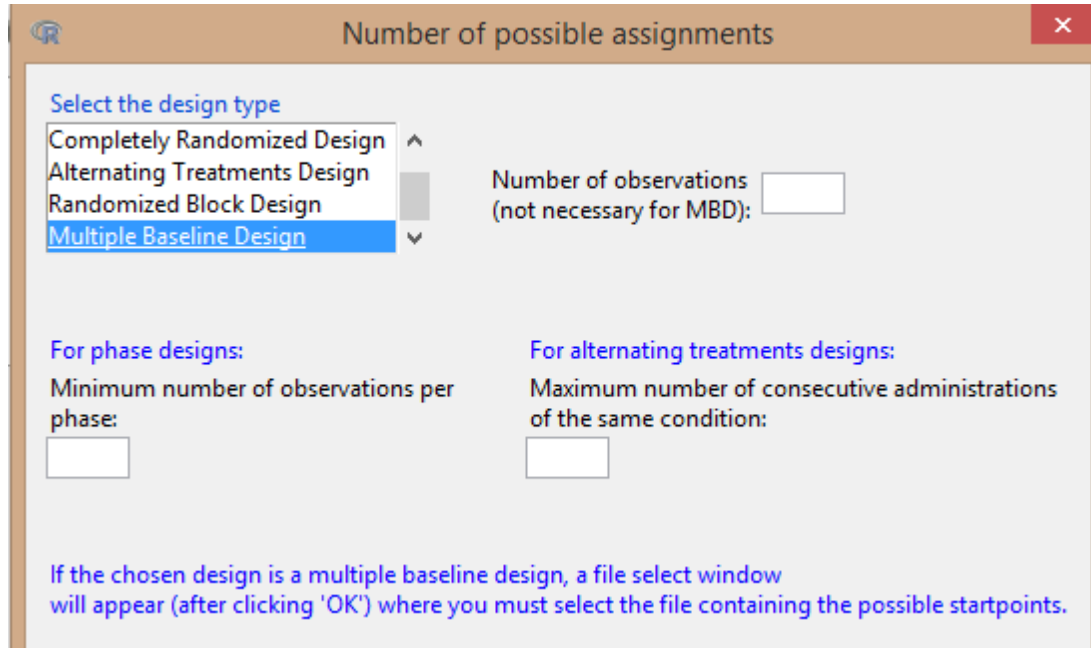 Number of possible assignments
Select the design type
Completely Randomized Design
Alternating Treatments Design
Randomized Block Design
Multiple Baseline Design
Number of observations
(not necessary for MBD):
For phase designs:
Minimum number of observations per
phase:
For alternating treatments designs:
Maximum number of consecutive administrations
of the same condition:
If the chosen design is a multiple baseline design, a file select window
will appear (after clicking 'OK') where you must select the file containing the possible startpoints.